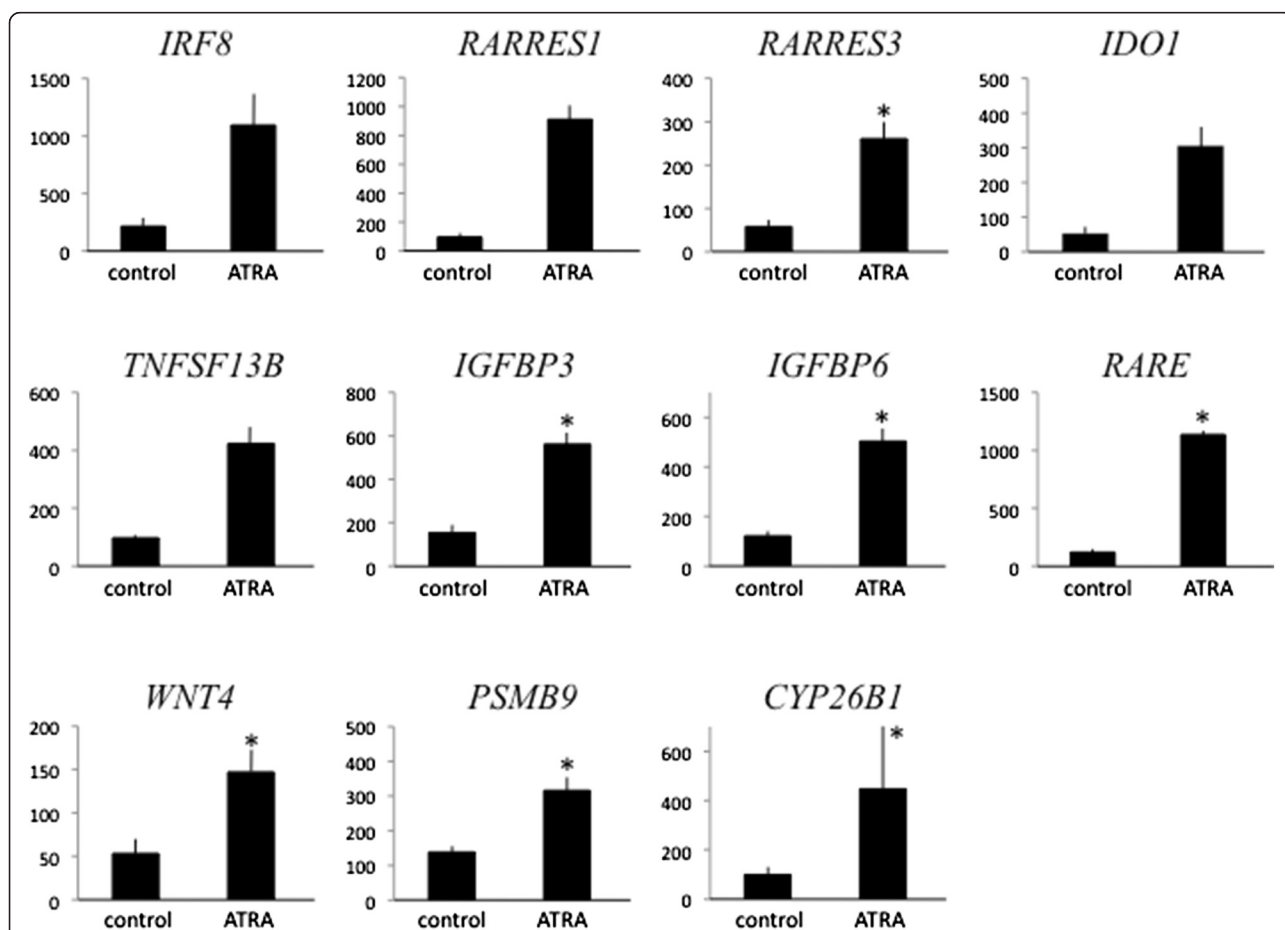 IRF8 RARRES1 RARRES3 IDO1
1500 1200 400 500
1000 1000 300 400
800 300
600 200 200
500 400 100 100
200
0 0 0 0
control ATRA control ATRA control ATRA control ATRA
*
TNFSF13B IGFBP3 IGFBP6 RARE
600 800 600 1500
400 600 400 1000
200 400 200 500
200
0 0 0 0
control ATRA control ATRA control ATRA control ATRA
* * *
WNT4 PSMB9 CYP26B1
200 500 600
150 400 400
100 300 200
50 200
100
0 0 0
control ATRA control ATRA control ATRA
* * *